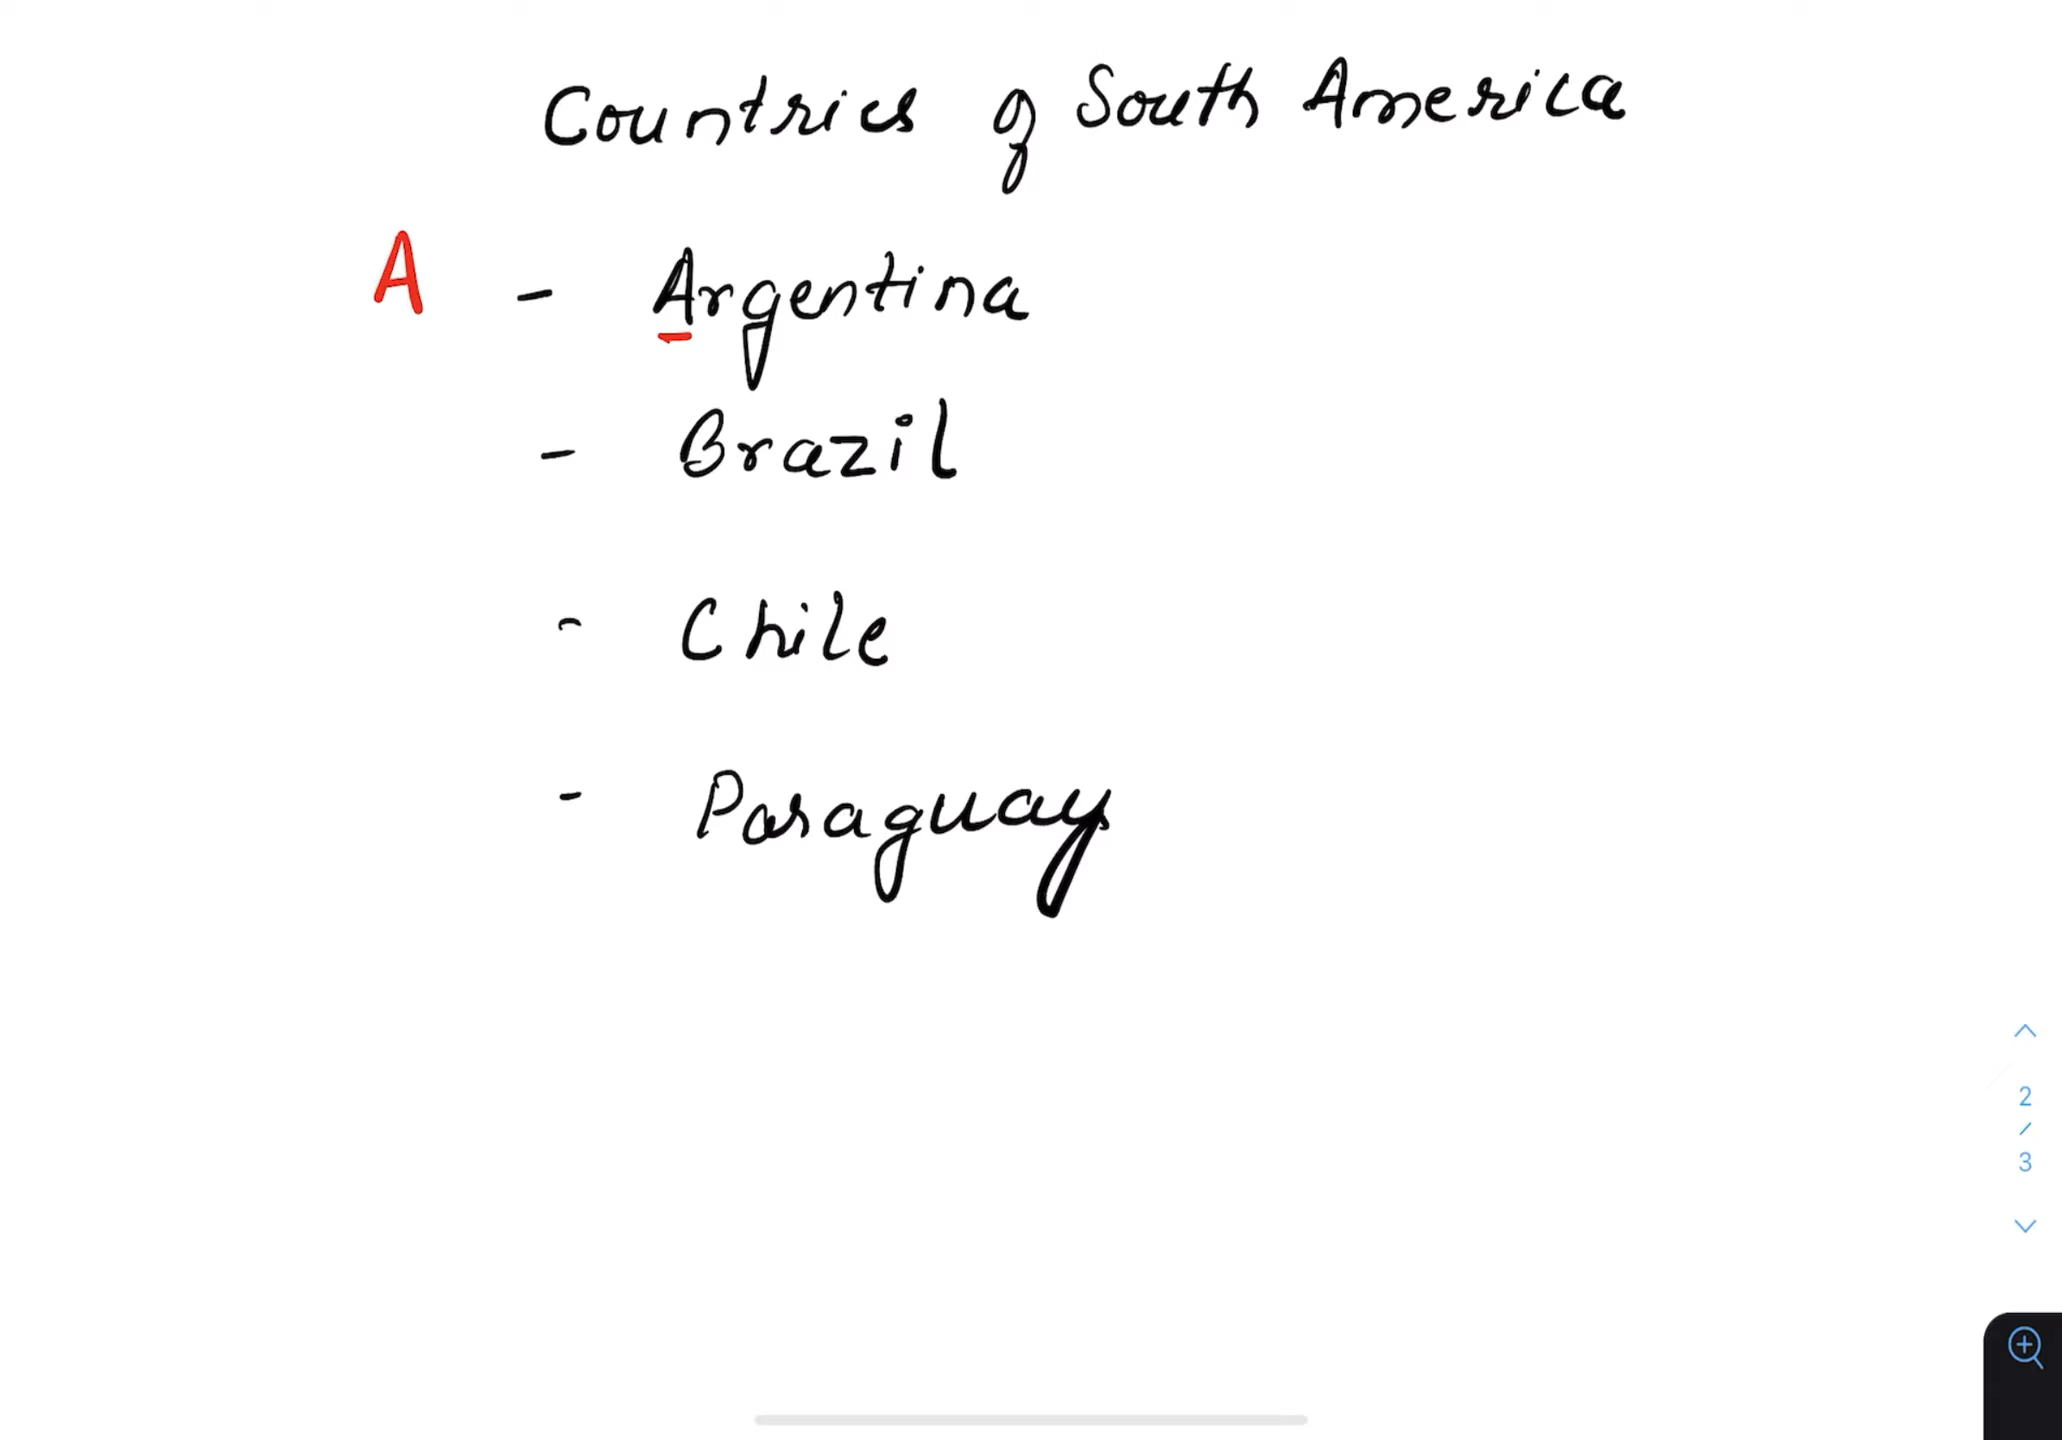 Countries of South America
A - Argentina
- Brazil
- Chile
- Paraguay
2
/
3